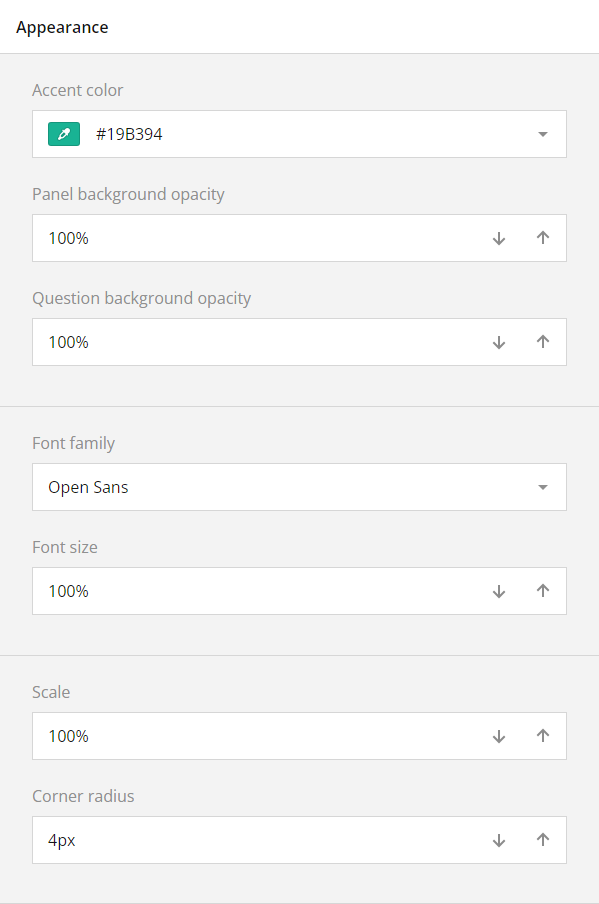 Appearance
Accent color
#19B394
Panel background opacity
100%
Question background opacity
100%
Font family
Open Sans
Font size
100%
Scale
100%
Corner radius
4px